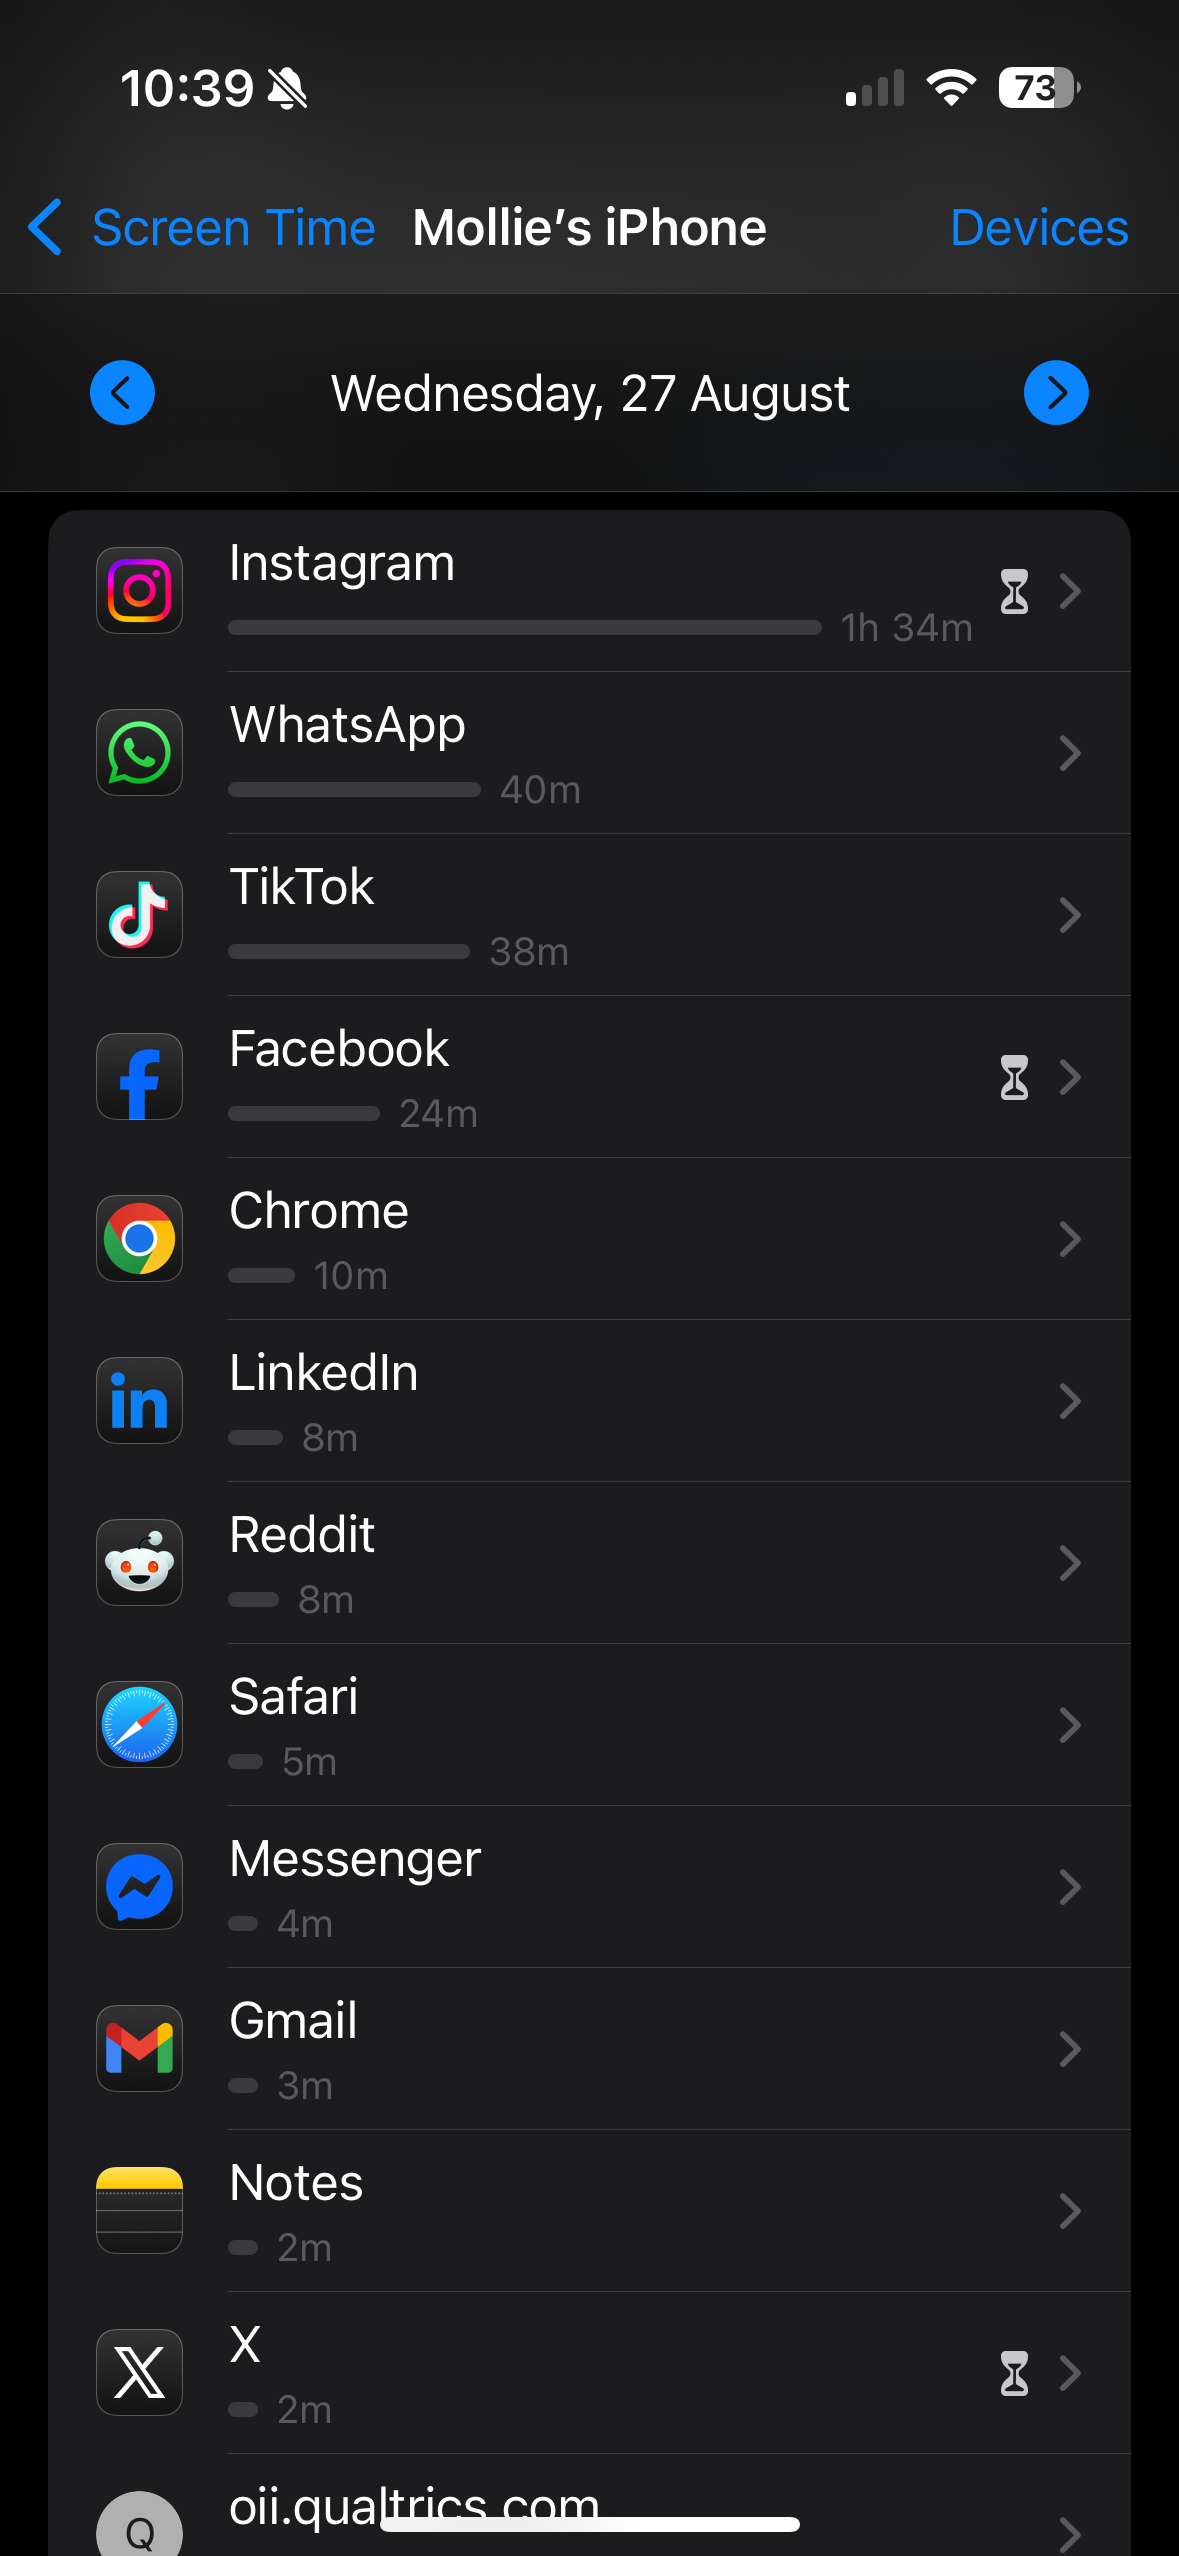 10:39
73
Screen Time Mollie’s iPhone Devices
Wednesday, 27 August
Instagram
1h 34m
WhatsApp
40m
TikTok
38m
Facebook
24m
Chrome
10m
LinkedIn
8m
Reddit
8m
Safari
5m
Messenger
4m
Gmail
3m
Notes
2m
X
2m
oii.qualtrics.com
Q